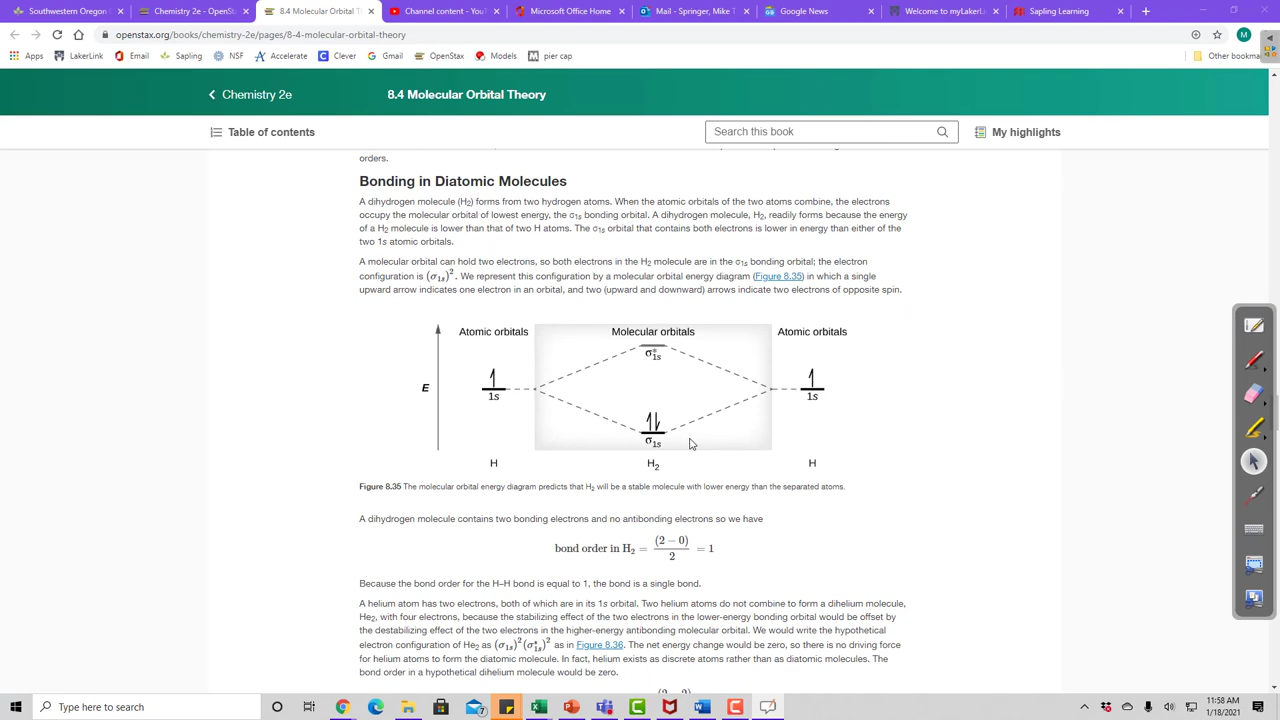 Southwestern Oregon Co
Chemistry 2e - OpenSt
8.4 Molecular Orbital Th
Channel content - YouT
Microsoft Office Home
Mail - Springer, Mike T
Google News
Welcome to myLakerLi
Sapling Learning
openstax.org/books/chemistry-2e/pages/8-4-molecular-orbital-theory
M
Apps LakerLink Email Sapling NSF Accelerate Clever Gmail OpenStax Models pier cap Other bookma
Chemistry 2e
8.4 Molecular Orbital Theory
Table of contents
Search this book
My highlights
orders.
Bonding in Diatomic Molecules
A dihydrogen molecule (H2) forms from two hydrogen atoms. When the atomic orbitals of the two atoms combine, the electrons
occupy the molecular orbital of lowest energy, the σ1s bonding orbital. A dihydrogen molecule, H2, readily forms because the energy
of a H2 molecule is lower than that of two H atoms. The σ1s orbital that contains both electrons is lower in energy than either of the
two 1s atomic orbitals.
A molecular orbital can hold two electrons, so both electrons in the H2 molecule are in the σ1s bonding orbital; the electron
configuration is (σ1s)². We represent this configuration by a molecular orbital energy diagram (Figure 8.35) in which a single
upward arrow indicates one electron in an orbital, and two (upward and downward) arrows indicate two electrons of opposite spin.
Atomic orbitals Molecular orbitals Atomic orbitals
σ*1s
E
1s 1s
σ1s
H H2 H
Figure 8.35 The molecular orbital energy diagram predicts that H2 will be a stable molecule with lower energy than the separated atoms.
A dihydrogen molecule contains two bonding electrons and no antibonding electrons so we have
bond order in H2 = (2 − 0) / 2 = 1
Because the bond order for the H–H bond is equal to 1, the bond is a single bond.
A helium atom has two electrons, both of which are in its 1s orbital. Two helium atoms do not combine to form a dihelium molecule,
He2, with four electrons, because the stabilizing effect of the two electrons in the lower-energy bonding orbital would be offset by
the destabilizing effect of the two electrons in the higher-energy antibonding molecular orbital. We would write the hypothetical
electron configuration of He2 as (σ1s)²(σ*1s)² as in Figure 8.36. The net energy change would be zero, so there is no driving force
for helium atoms to form the diatomic molecule. In fact, helium exists as discrete atoms rather than as diatomic molecules. The
bond order in a hypothetical dihelium molecule would be zero.
Type here to search
7
11:58 AM
1/18/2021